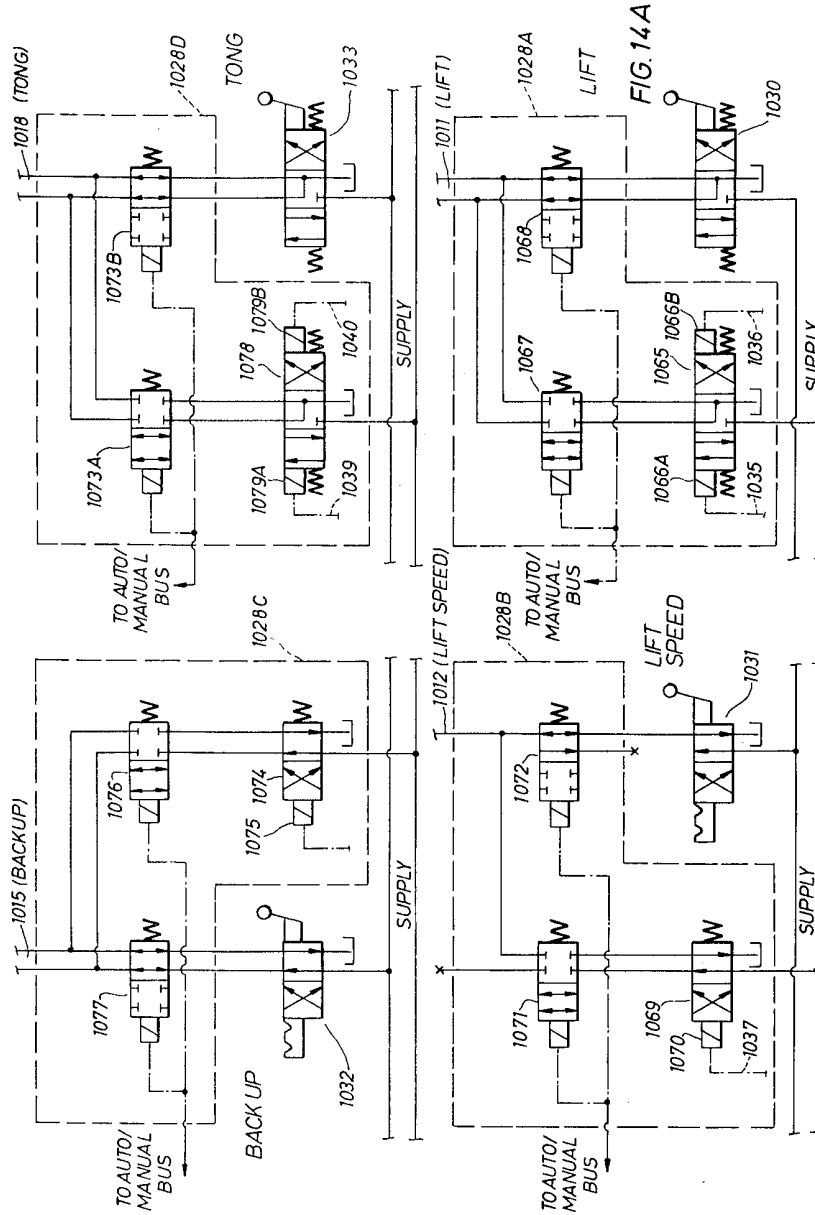 1015 (BACKUP)
1028C
1077
1076
1032
1074
1075
TO AUTO/
MANUAL
BUS
BACK UP
SUPPLY
1018 (TONG)
1028D
TONG
1073A
1073B
1033
1079A
1078
1079B
1039
1040
TO AUTO/
MANUAL
BUS
SUPPLY
1012 (LIFT SPEED)
1028B
LIFT
SPEED
1071
1072
1031
1069
1070
1037
TO AUTO/
MANUAL
BUS
SUPPLY
1011 (LIFT)
1028A
LIFT
FIG. 14A
1067
1068
1030
1066A
1065
1066B
1035
1036
TO AUTO/
MANUAL
BUS
SUPPLY